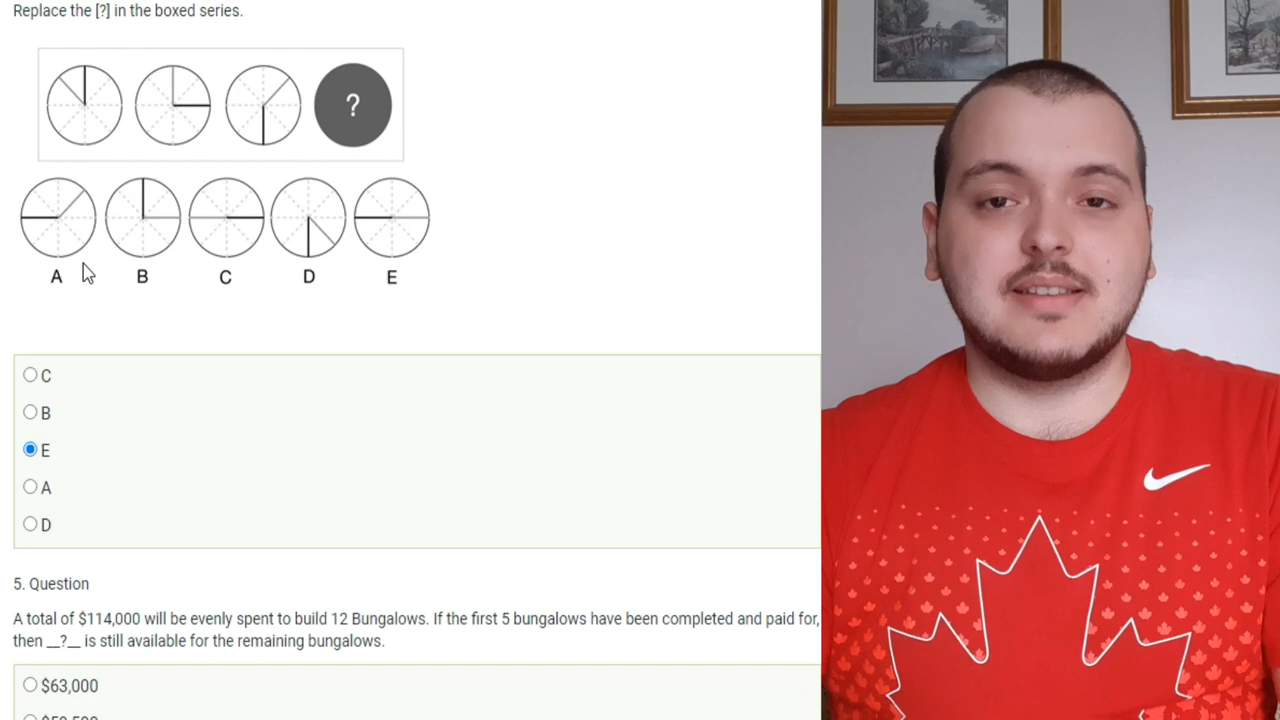 Replace the [?] in the boxed series.
?
A B C D E
C
B
E
A
D
5. Question
A total of $114,000 will be evenly spent to build 12 Bungalows. If the first 5 bungalows have been completed and paid for,
then __?__ is still available for the remaining bungalows.
$63,000